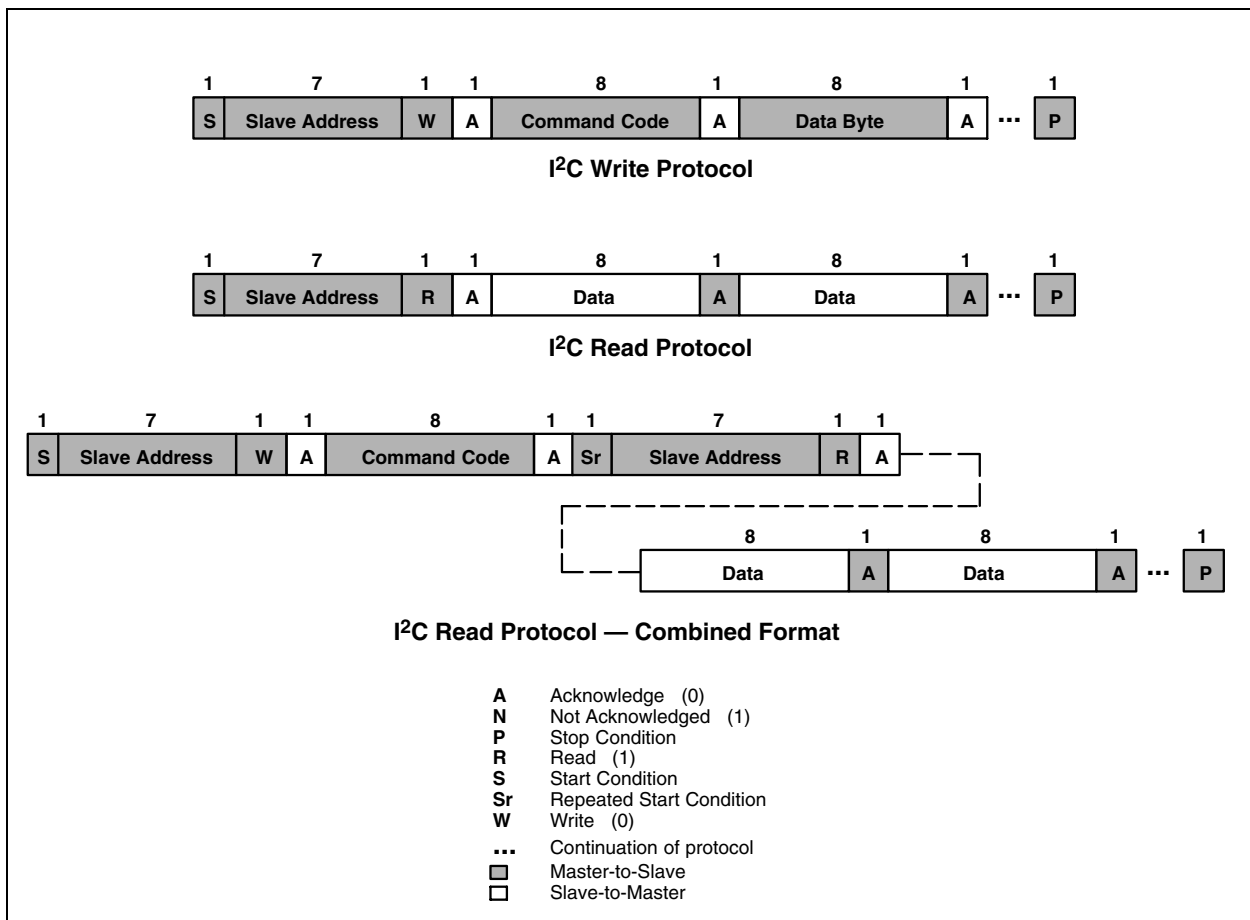 1 7 1 1 8 1 8 1 1
S Slave Address W A Command Code A Data Byte A ... P
I²C Write Protocol
1 7 1 1 8 1 8 1 1
S Slave Address R A Data A Data A ... P
I²C Read Protocol
1 7 1 1 8 1 1 7 1 1
S Slave Address W A Command Code A Sr Slave Address R A
8 1 8 1 1
Data A Data A ... P
I²C Read Protocol — Combined Format
A Acknowledge (0)
N Not Acknowledged (1)
P Stop Condition
R Read (1)
S Start Condition
Sr Repeated Start Condition
W Write (0)
... Continuation of protocol
Master-to-Slave
Slave-to-Master